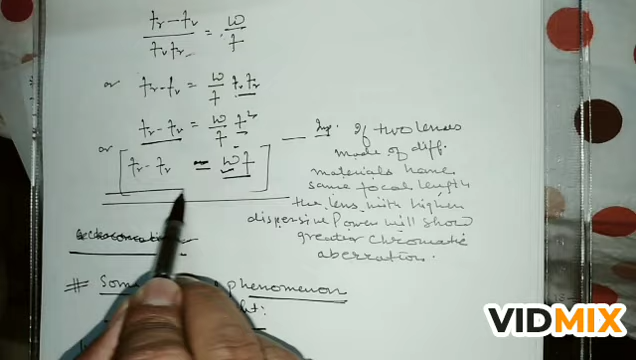 fr - fv / fv fr = ω / f
or fr - fv = ω / f fv fr
or fr - fv = ω / f f²
[fr - fv = ωf] — Imp. If two lenses
made of diff.
materials have
same focal length
the lens with higher
dispersive Power will show
greater chromatic
aberration.
# Some phenomenon
VIDMIX